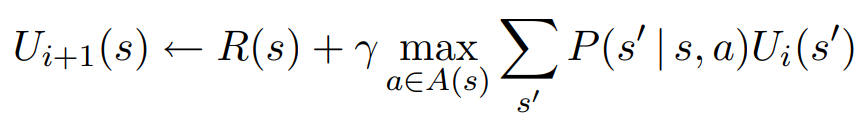 U_{i+1}(s) ← R(s) + γ max_{a∈A(s)} ∑_{s′} P(s′ | s, a)U_i(s′)